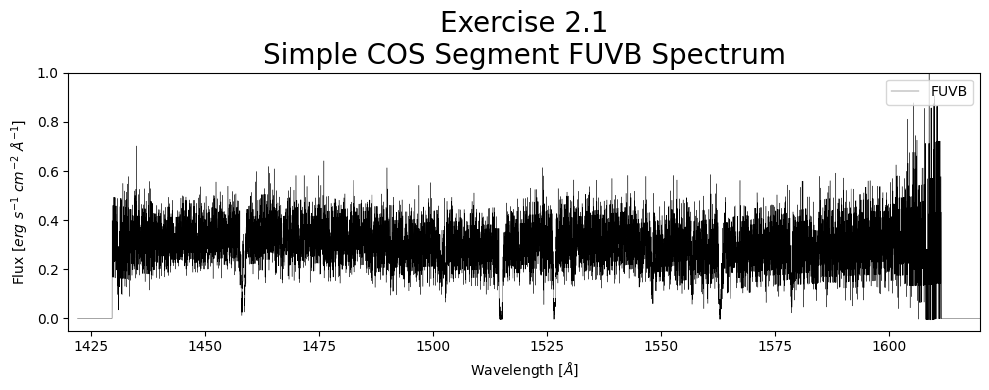 Exercise 2.1
Simple COS Segment FUVB Spectrum
FUVB
Flux [erg s⁻¹ cm⁻² Å⁻¹]
1.0
0.8
0.6
0.4
0.2
0.0
1425 1450 1475 1500 1525 1550 1575 1600
Wavelength [Å]